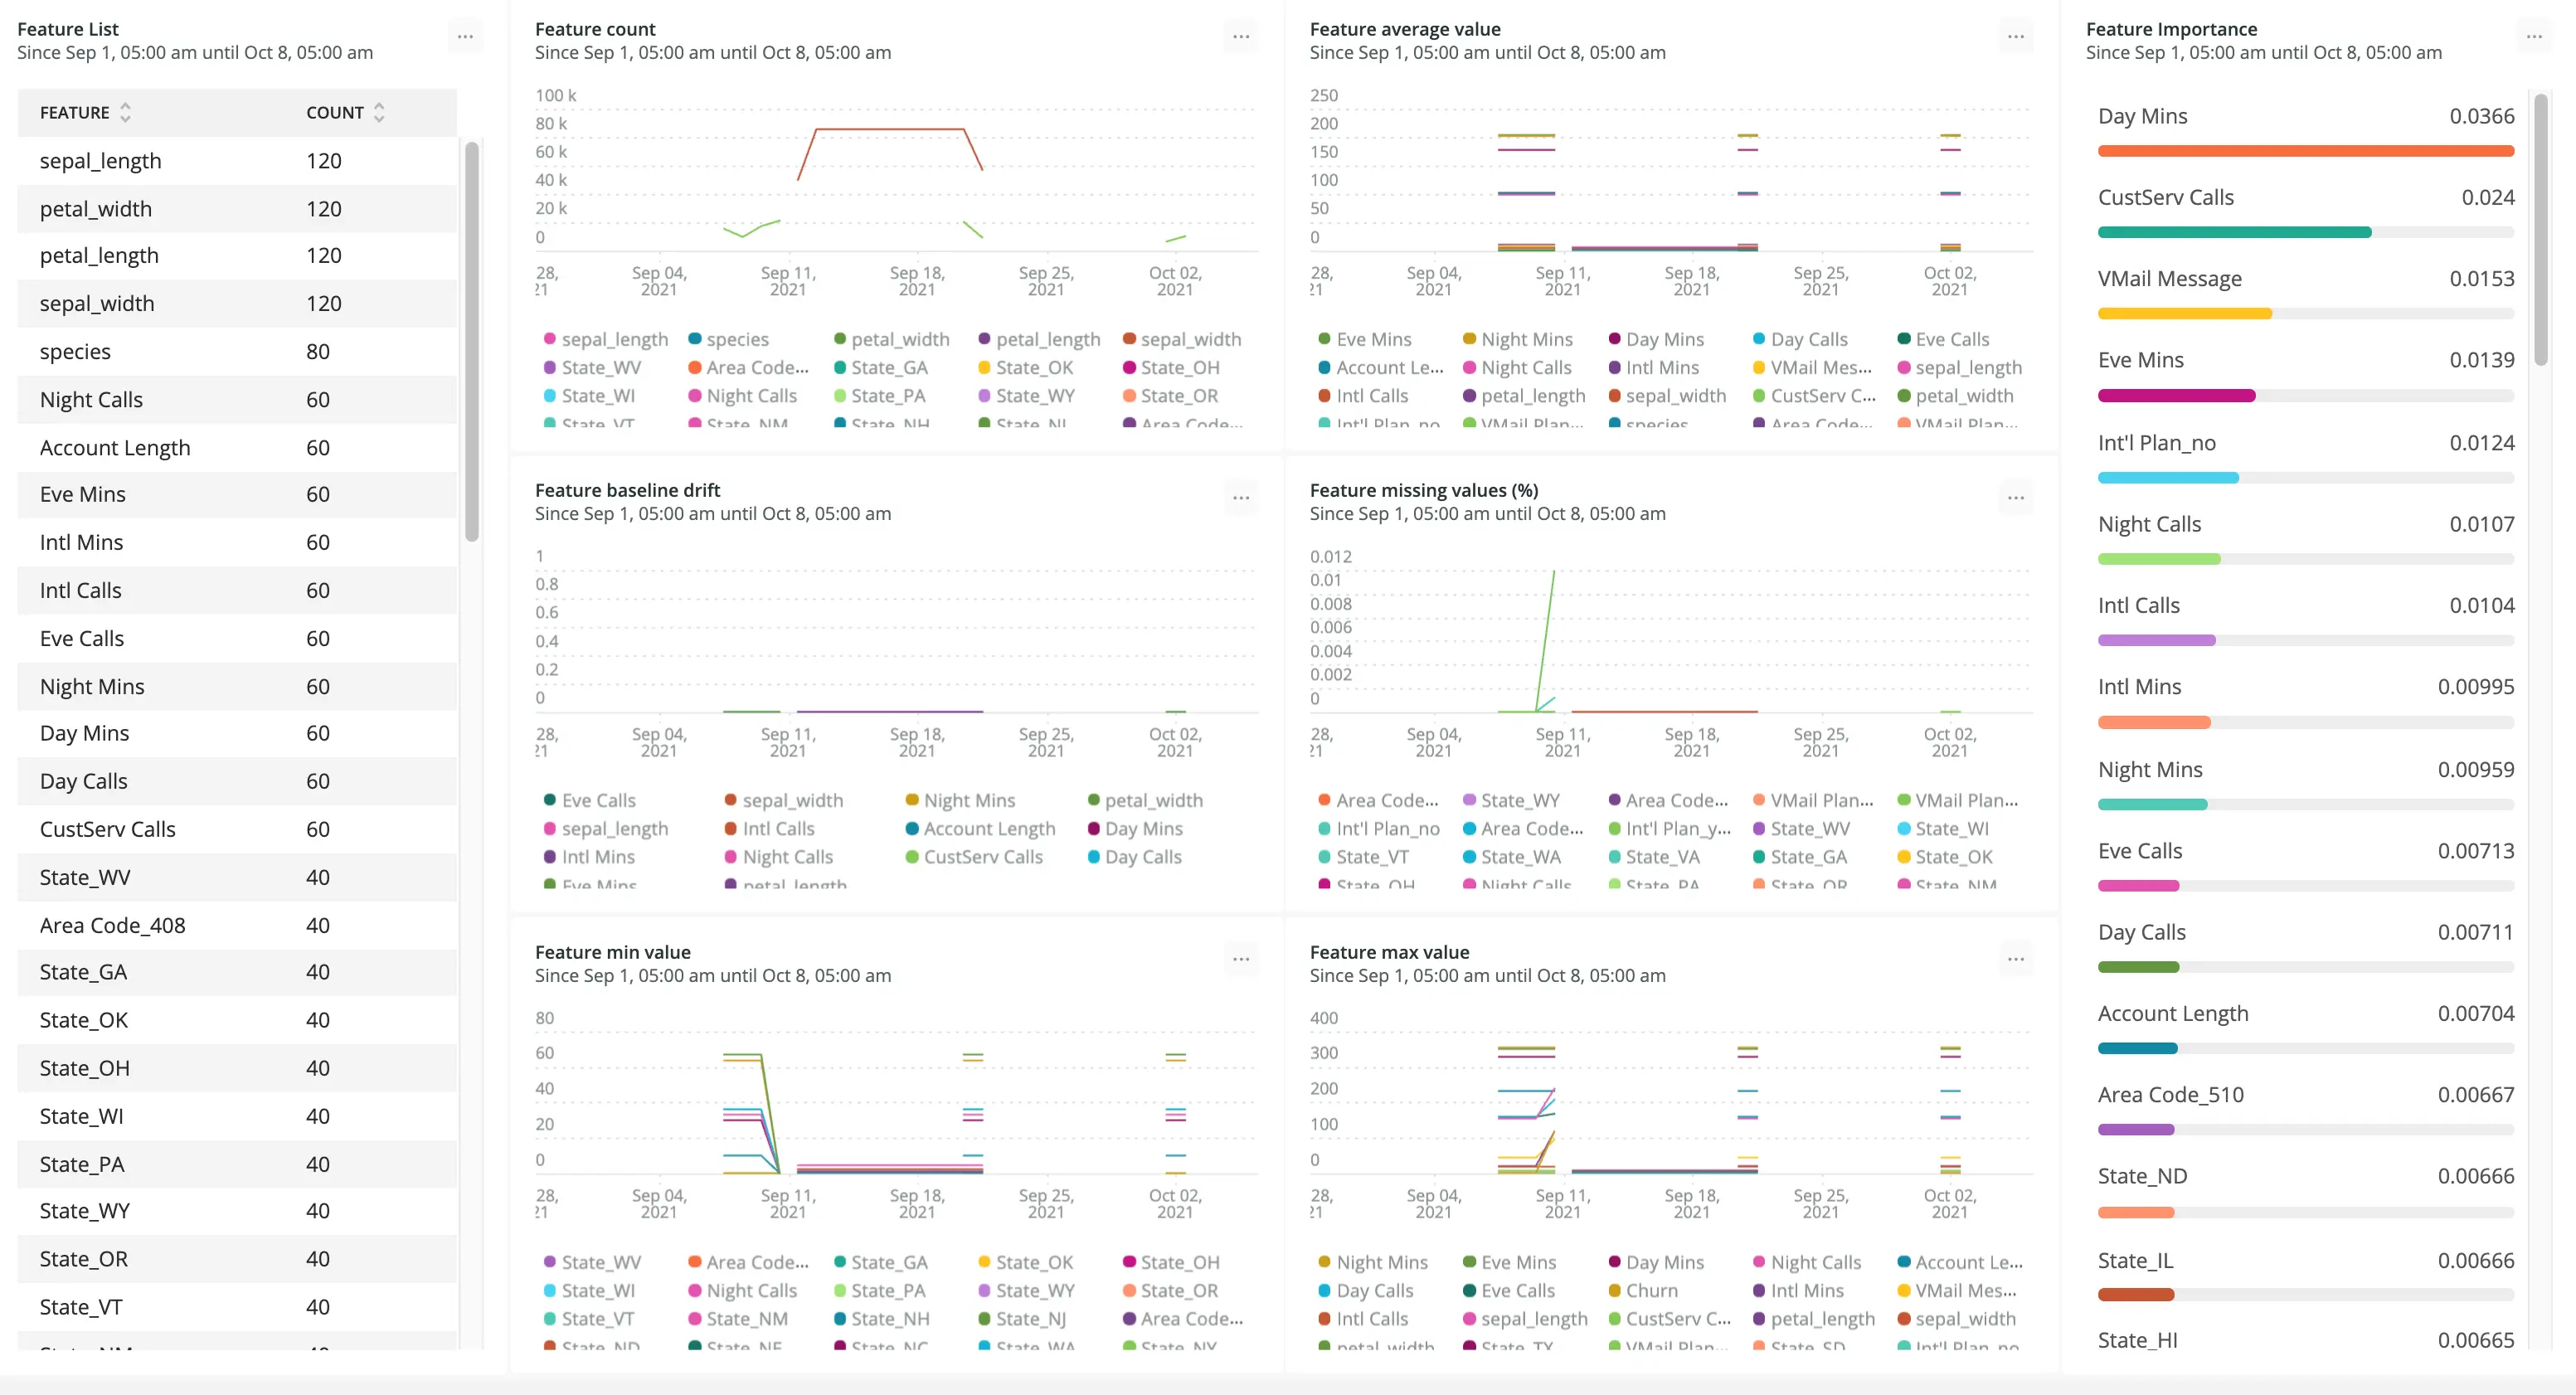 Feature List
Since Sep 1, 05:00 am until Oct 8, 05:00 am
FEATURE COUNT
sepal_length 120
petal_width 120
petal_length 120
sepal_width 120
species 80
Night Calls 60
Account Length 60
Eve Mins 60
Intl Mins 60
Intl Calls 60
Eve Calls 60
Night Mins 60
Day Mins 60
Day Calls 60
CustServ Calls 60
State_WV 40
Area Code_408 40
State_GA 40
State_OK 40
State_OH 40
State_WI 40
State_PA 40
State_WY 40
State_OR 40
State_VT 40
Feature count
Since Sep 1, 05:00 am until Oct 8, 05:00 am
100 k
80 k
60 k
40 k
20 k
0
28, Sep 04, Sep 11, Sep 18, Sep 25, Oct 02,
21 2021 2021 2021 2021 2021
sepal_length species petal_width petal_length sepal_width
State_WV Area Code... State_GA State_OK State_OH
State_WI Night Calls State_PA State_WY State_OR
State_VT State_NM State_NH State_NJ Area Code...
Feature average value
Since Sep 1, 05:00 am until Oct 8, 05:00 am
250
200
150
100
50
0
28, Sep 04, Sep 11, Sep 18, Sep 25, Oct 02,
21 2021 2021 2021 2021 2021
Eve Mins Night Mins Day Mins Day Calls Eve Calls
Account Le... Night Calls Intl Mins VMail Mes... sepal_length
Intl Calls petal_length sepal_width CustServ C... petal_width
Int'l Plan_no VMail Plan... species Area Code... VMail Plan...
Feature baseline drift
Since Sep 1, 05:00 am until Oct 8, 05:00 am
1
0.8
0.6
0.4
0.2
0
28, Sep 04, Sep 11, Sep 18, Sep 25, Oct 02,
21 2021 2021 2021 2021 2021
Eve Calls sepal_width Night Mins petal_width
sepal_length Intl Calls Account Length Day Mins
Intl Mins Night Calls CustServ Calls Day Calls
Eve Mins petal_length
Feature missing values (%)
Since Sep 1, 05:00 am until Oct 8, 05:00 am
0.012
0.01
0.008
0.006
0.004
0.002
0
28, Sep 04, Sep 11, Sep 18, Sep 25, Oct 02,
21 2021 2021 2021 2021 2021
Area Code... State_WY Area Code... VMail Plan... VMail Plan...
Int'l Plan_no Area Code... Int'l Plan_y... State_WV State_WI
State_VT State_WA State_VA State_GA State_OK
State_OH Night Calls State_PA State_OR State_NM
Feature min value
Since Sep 1, 05:00 am until Oct 8, 05:00 am
80
60
40
20
0
28, Sep 04, Sep 11, Sep 18, Sep 25, Oct 02,
21 2021 2021 2021 2021 2021
State_WV Area Code... State_GA State_OK State_OH
State_WI Night Calls State_PA State_WY State_OR
State_VT State_NM State_NH State_NJ Area Code...
State_ND State_NE State_NC State_WA State_NY
Feature max value
Since Sep 1, 05:00 am until Oct 8, 05:00 am
400
300
200
100
0
28, Sep 04, Sep 11, Sep 18, Sep 25, Oct 02,
21 2021 2021 2021 2021 2021
Night Mins Eve Mins Day Mins Night Calls Account Le...
Day Calls Eve Calls Churn Intl Mins VMail Mes...
Intl Calls sepal_length CustServ C... petal_length sepal_width
petal_width State_TX VMail Plan... State_SD Int'l Plan_no
Feature Importance
Since Sep 1, 05:00 am until Oct 8, 05:00 am
Day Mins 0.0366
CustServ Calls 0.024
VMail Message 0.0153
Eve Mins 0.0139
Int'l Plan_no 0.0124
Night Calls 0.0107
Intl Calls 0.0104
Intl Mins 0.00995
Night Mins 0.00959
Eve Calls 0.00713
Day Calls 0.00711
Account Length 0.00704
Area Code_510 0.00667
State_ND 0.00666
State_IL 0.00666
State_HI 0.00665